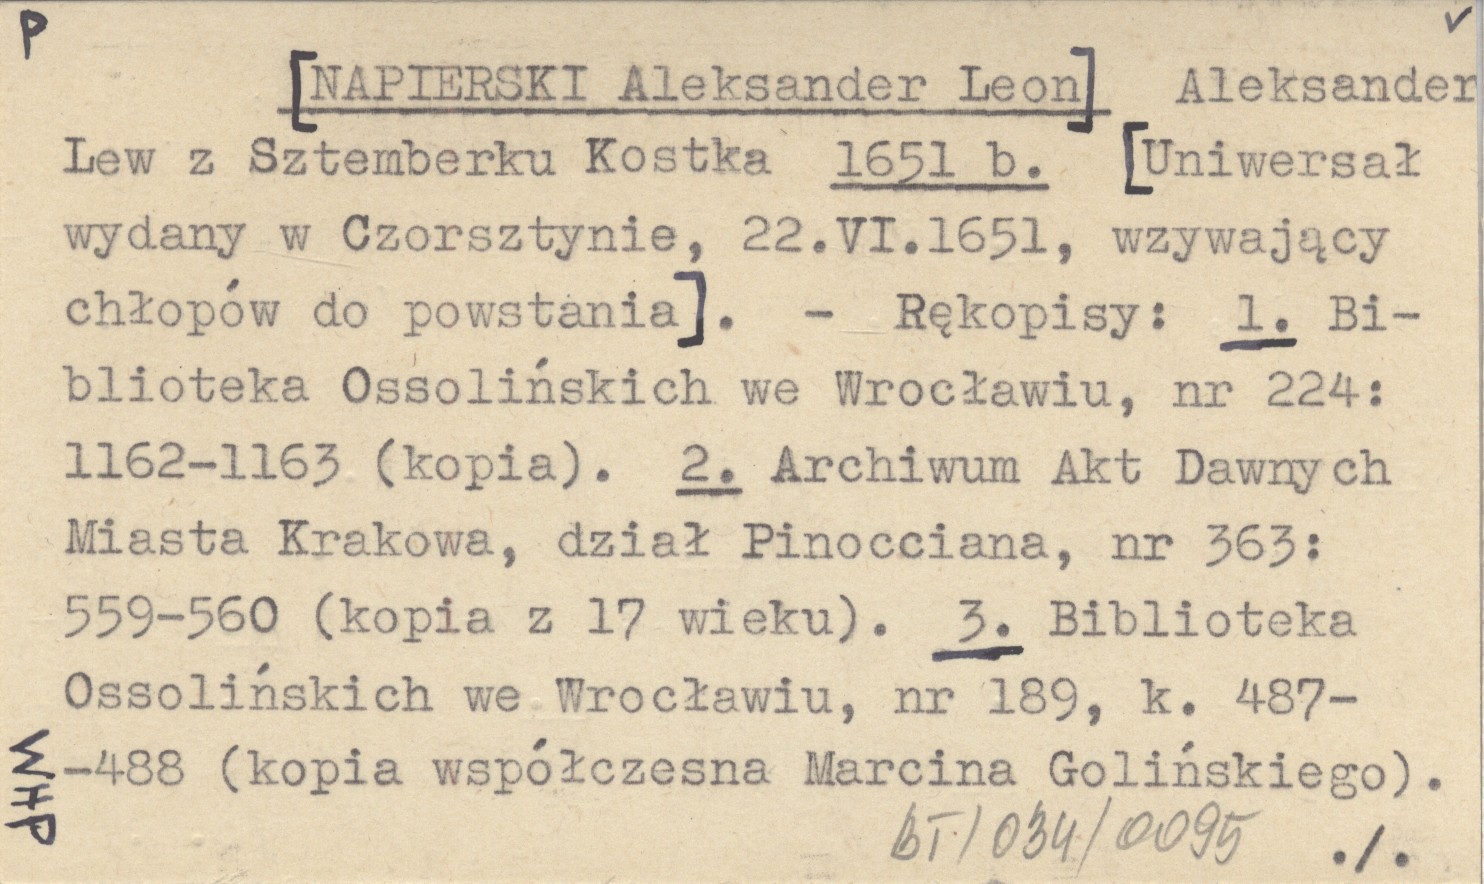 P
v
[NAPIERSKI Aleksander Leon] Aleksander
Lew z Sztemberku Kostka 1651 b. [Uniwersał
wydany w Czorsztynie, 22.VI.1651, wzywający
chłopów do powstania]. - Rękopisy: 1. Bi-
blioteka Ossolińskich we Wrocławiu, nr 224:
1162-1163 (kopia). 2. Archiwum Akt Dawnych
Miasta Krakowa, dział Pinocciana, nr 363:
559-560 (kopia z 17 wieku). 3. Biblioteka
Ossolińskich we Wrocławiu, nr 189, k. 487-
-488 (kopia współczesna Marcina Golińskiego).
WHP
BT/034/0095
./.